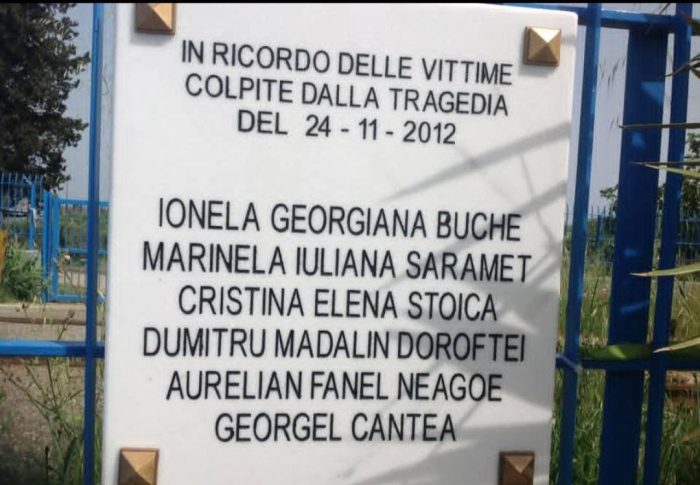 IN RICORDO DELLE VITTIME
COLPITE DALLA TRAGEDIA
DEL 24 - 11 - 2012
IONELA GEORGIANA BUCHE
MARINELA IULIANA SARAMET
CRISTINA ELENA STOICA
DUMITRU MADALIN DOROFTEI
AURELIAN FANEL NEAGOE
GEORGEL CANTEA